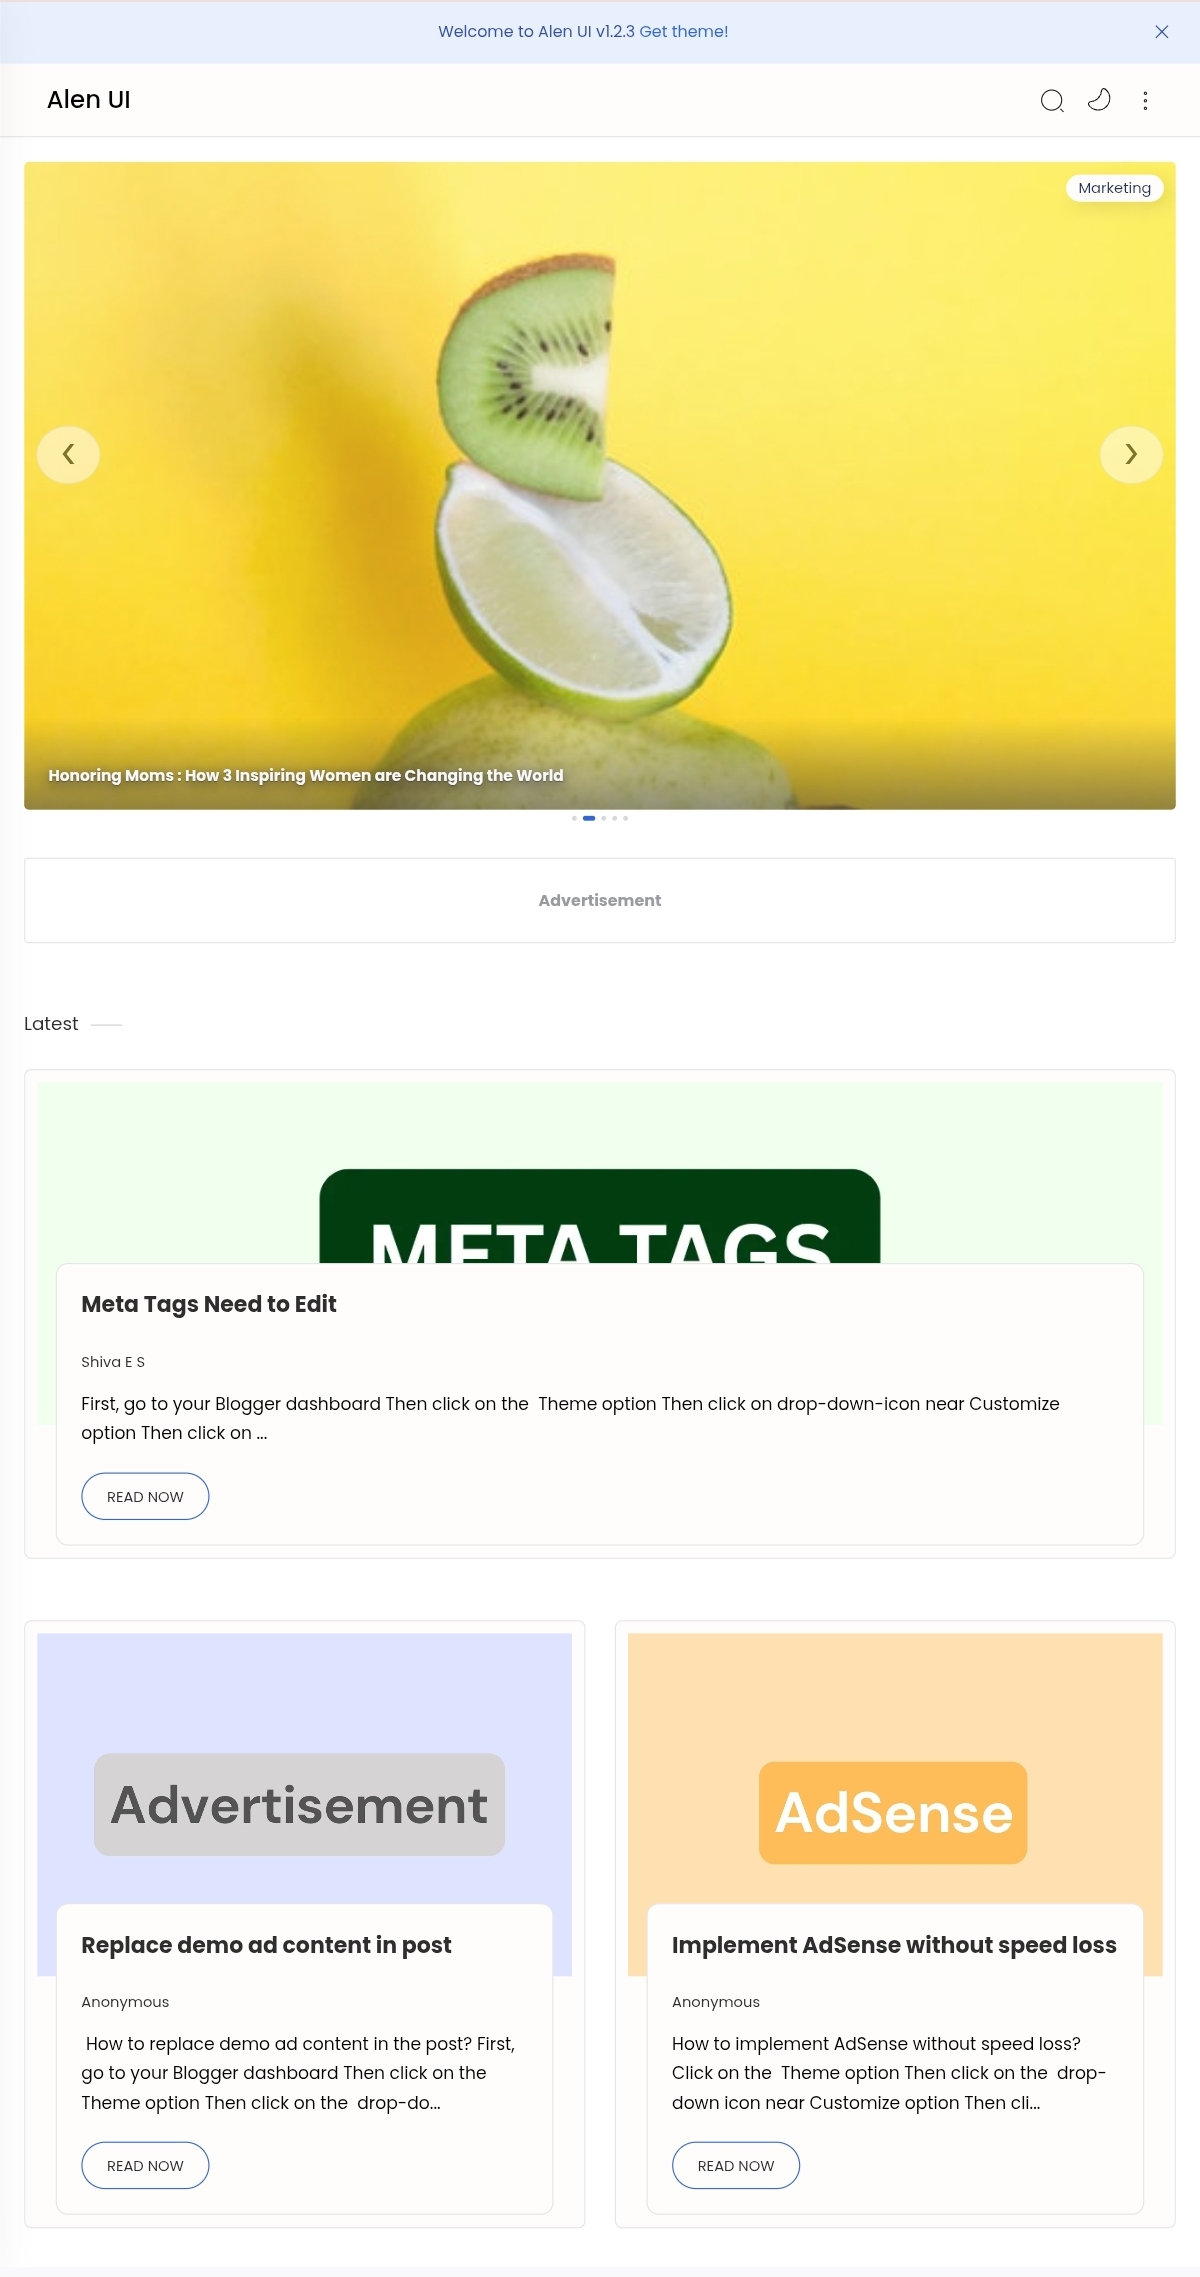 Welcome to Alen UI v1.2.3 Get theme!
Alen UI
Marketing
Honoring Moms : How 3 Inspiring Women are Changing the World
Advertisement
Latest
META TAGS
Meta Tags Need to Edit
Shiva E S
First, go to your Blogger dashboard Then click on the  Theme option Then click on drop-down-icon near Customize
option Then click on ...
READ NOW
Advertisement
Replace demo ad content in post
Anonymous
How to replace demo ad content in the post? First,
go to your Blogger dashboard Then click on the
Theme option Then click on the  drop-do...
READ NOW
AdSense
Implement AdSense without speed loss
Anonymous
How to implement AdSense without speed loss?
Click on the  Theme option Then click on the  drop-
down icon near Customize option Then cli...
READ NOW